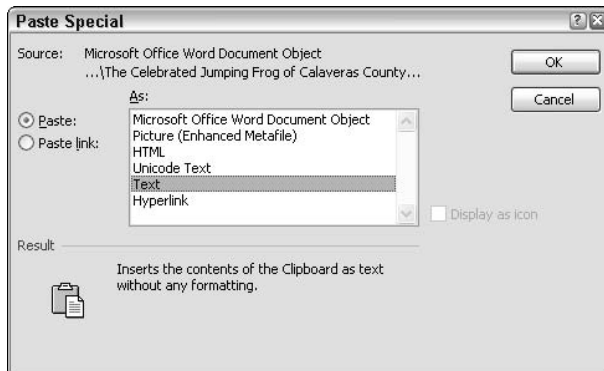 Paste Special
Source: Microsoft Office Word Document Object
...\The Celebrated Jumping Frog of Calaveras County...
OK
Cancel
As:
Paste:
Paste link:
Microsoft Office Word Document Object
Picture (Enhanced Metafile)
HTML
Unicode Text
Text
Hyperlink
Display as icon
Result
Inserts the contents of the Clipboard as text
without any formatting.